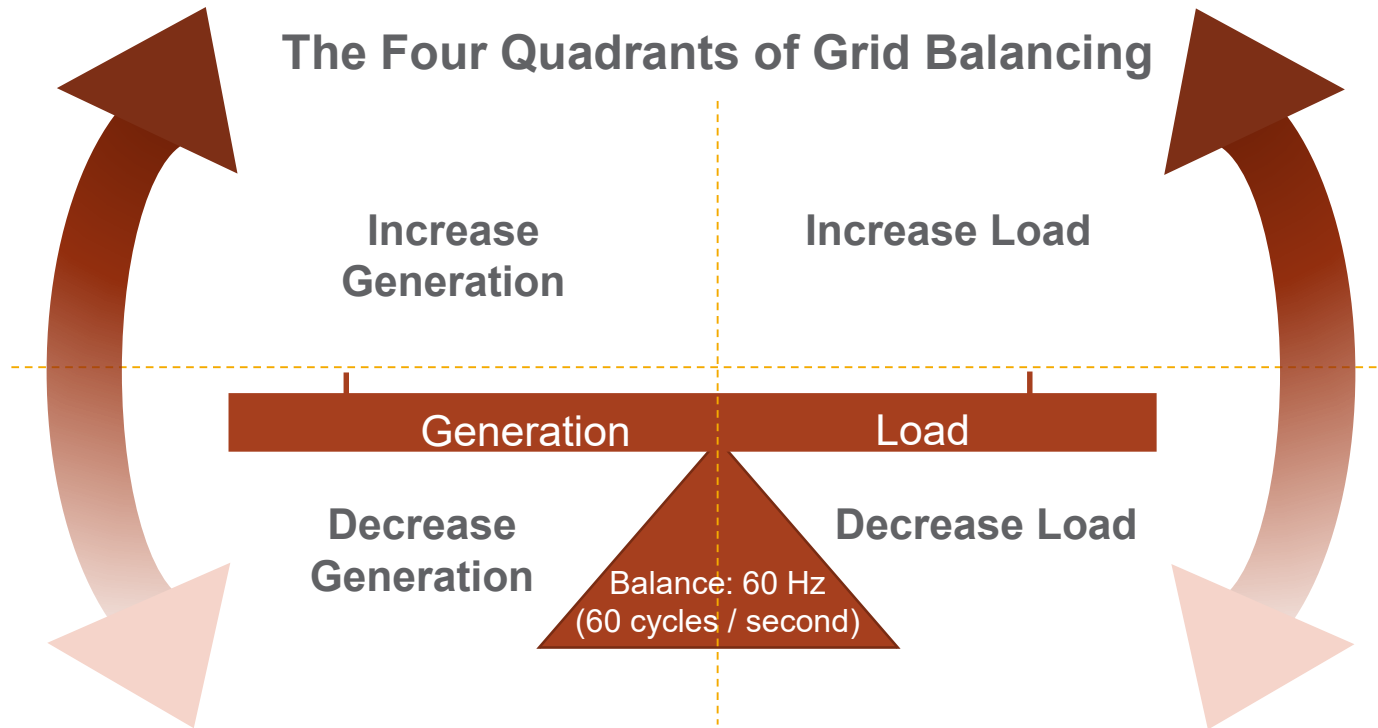 The Four Quadrants of Grid Balancing
Increase
Generation
Increase Load
Generation
Load
Decrease
Generation
Decrease Load
Balance: 60 Hz
(60 cycles / second)